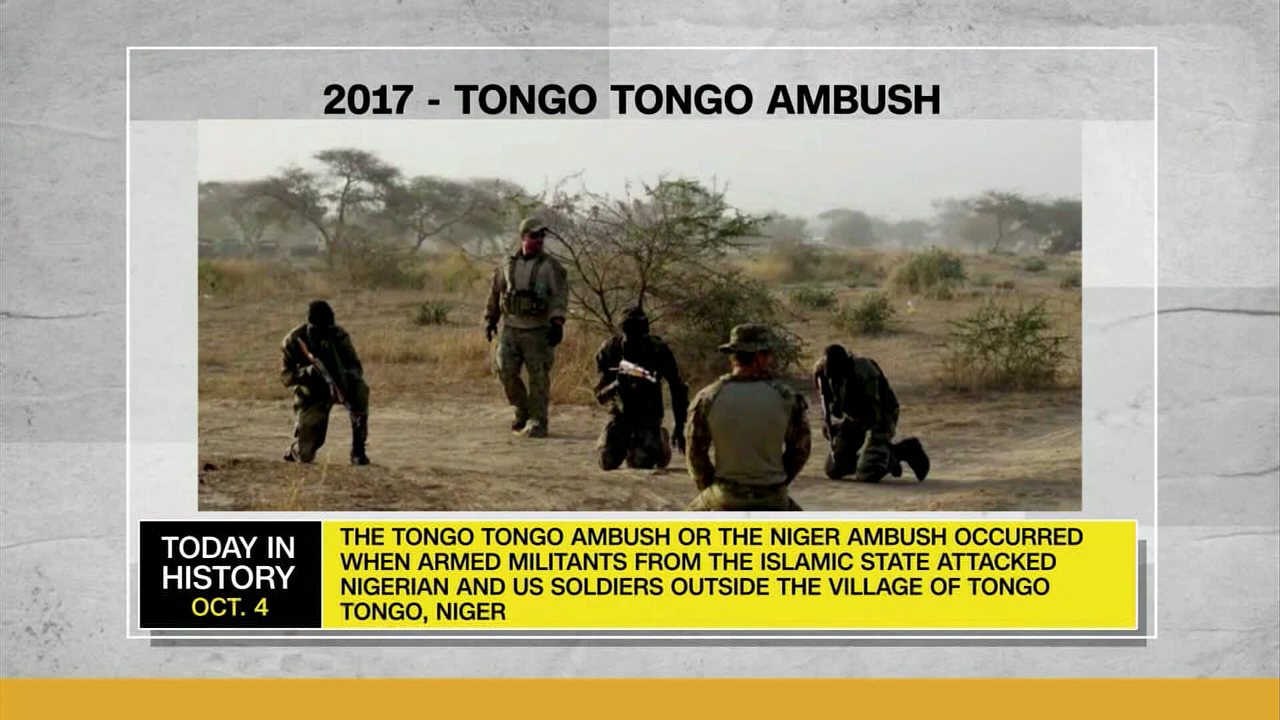 2017 - TONGO TONGO AMBUSH
TODAY IN
HISTORY
OCT. 4
THE TONGO TONGO AMBUSH OR THE NIGER AMBUSH OCCURRED
WHEN ARMED MILITANTS FROM THE ISLAMIC STATE ATTACKED
NIGERIAN AND US SOLDIERS OUTSIDE THE VILLAGE OF TONGO
TONGO, NIGER